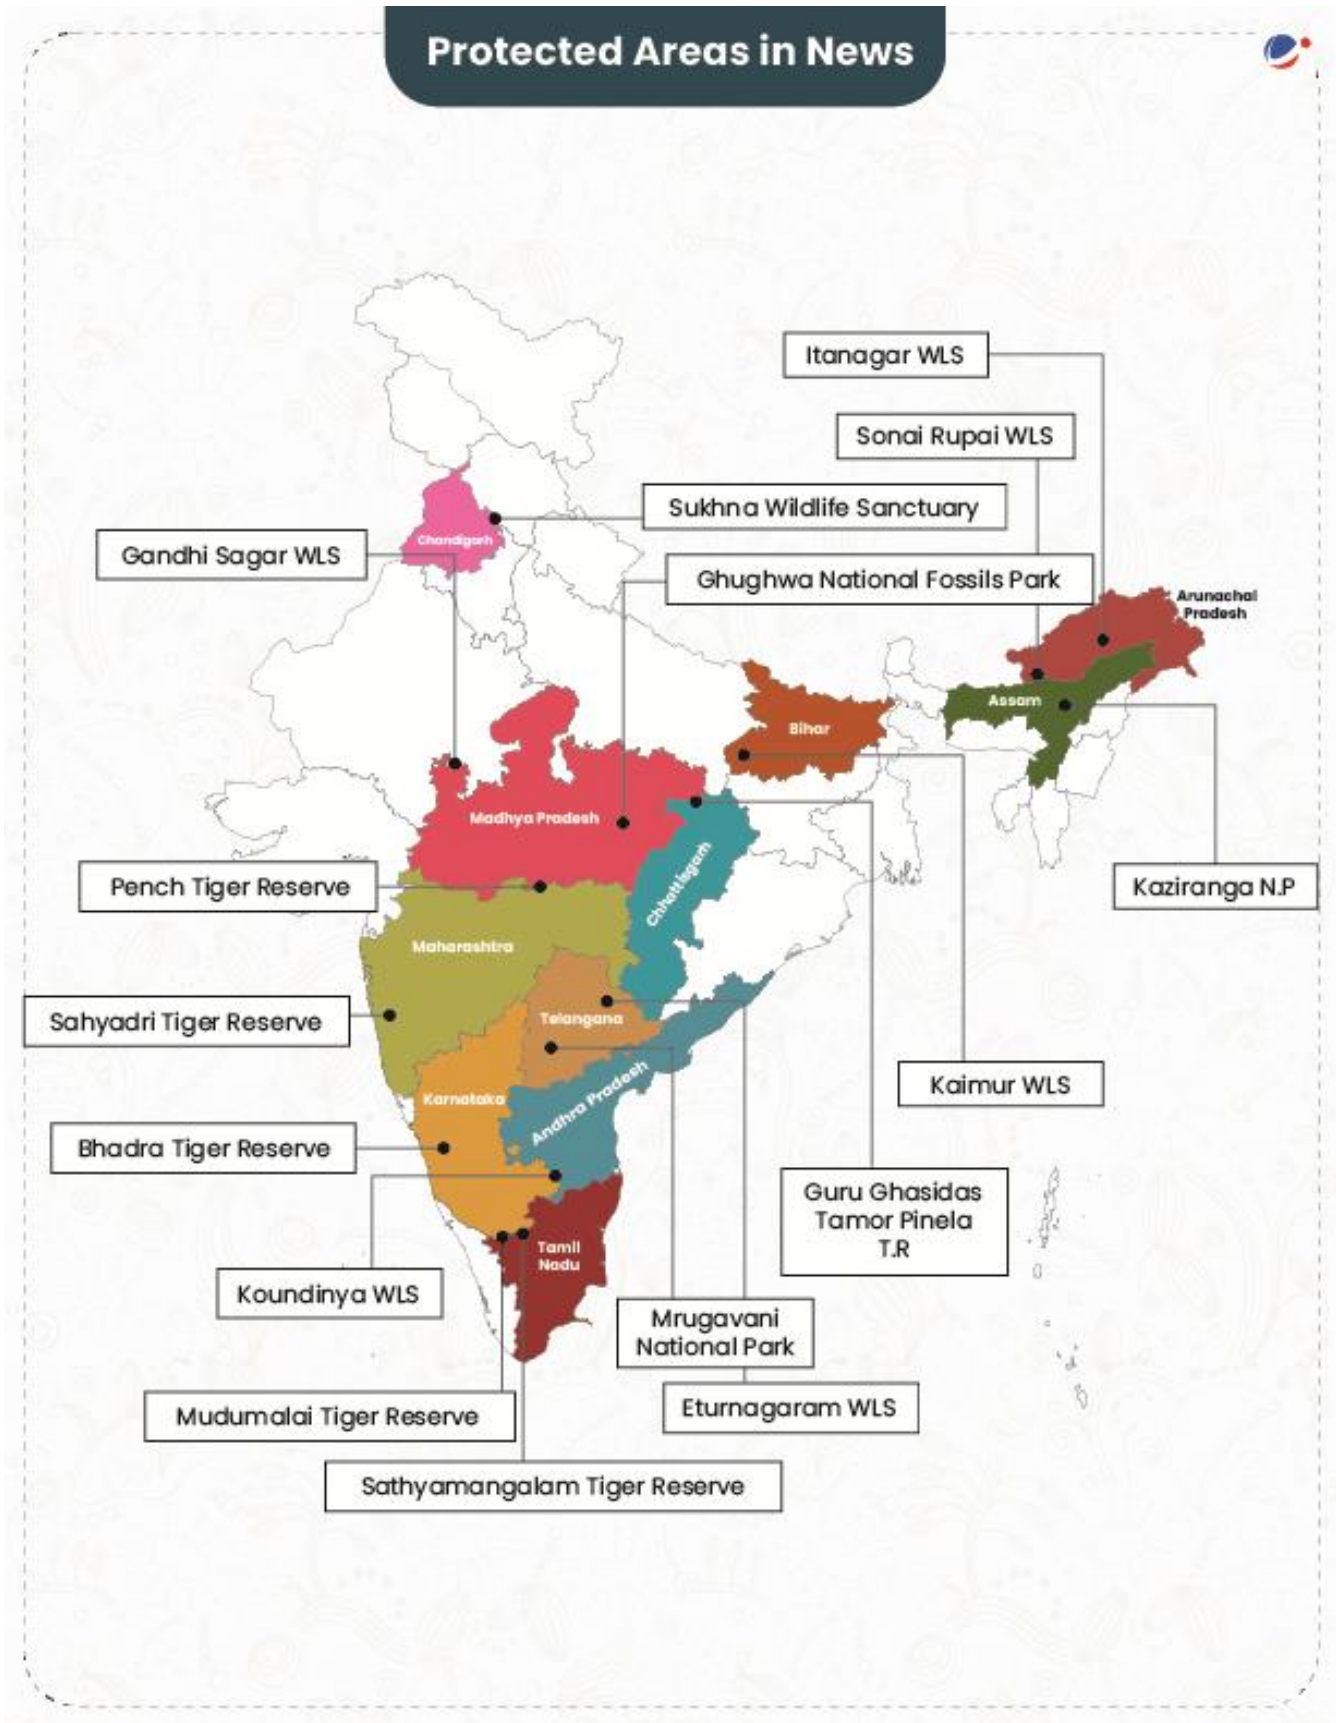 Protected Areas in News
Itanagar WLS
Sonai Rupai WLS
Sukhna Wildlife Sanctuary
Chandigarh
Gandhi Sagar WLS
Ghughwa National Fossils Park
Arunachal
Pradesh
Assam
Bihar
Madhya Pradesh
Chhattisgarh
Pench Tiger Reserve
Kaziranga N.P
Maharashtra
Sahyadri Tiger Reserve
Telangana
Kaimur WLS
Karnataka
Andhra Pradesh
Bhadra Tiger Reserve
Guru Ghasidas
Tamor Pinela
T.R
Tamil
Nadu
Koundinya WLS
Mrugavani
National Park
Mudumalai Tiger Reserve
Eturnagaram WLS
Sathyamangalam Tiger Reserve